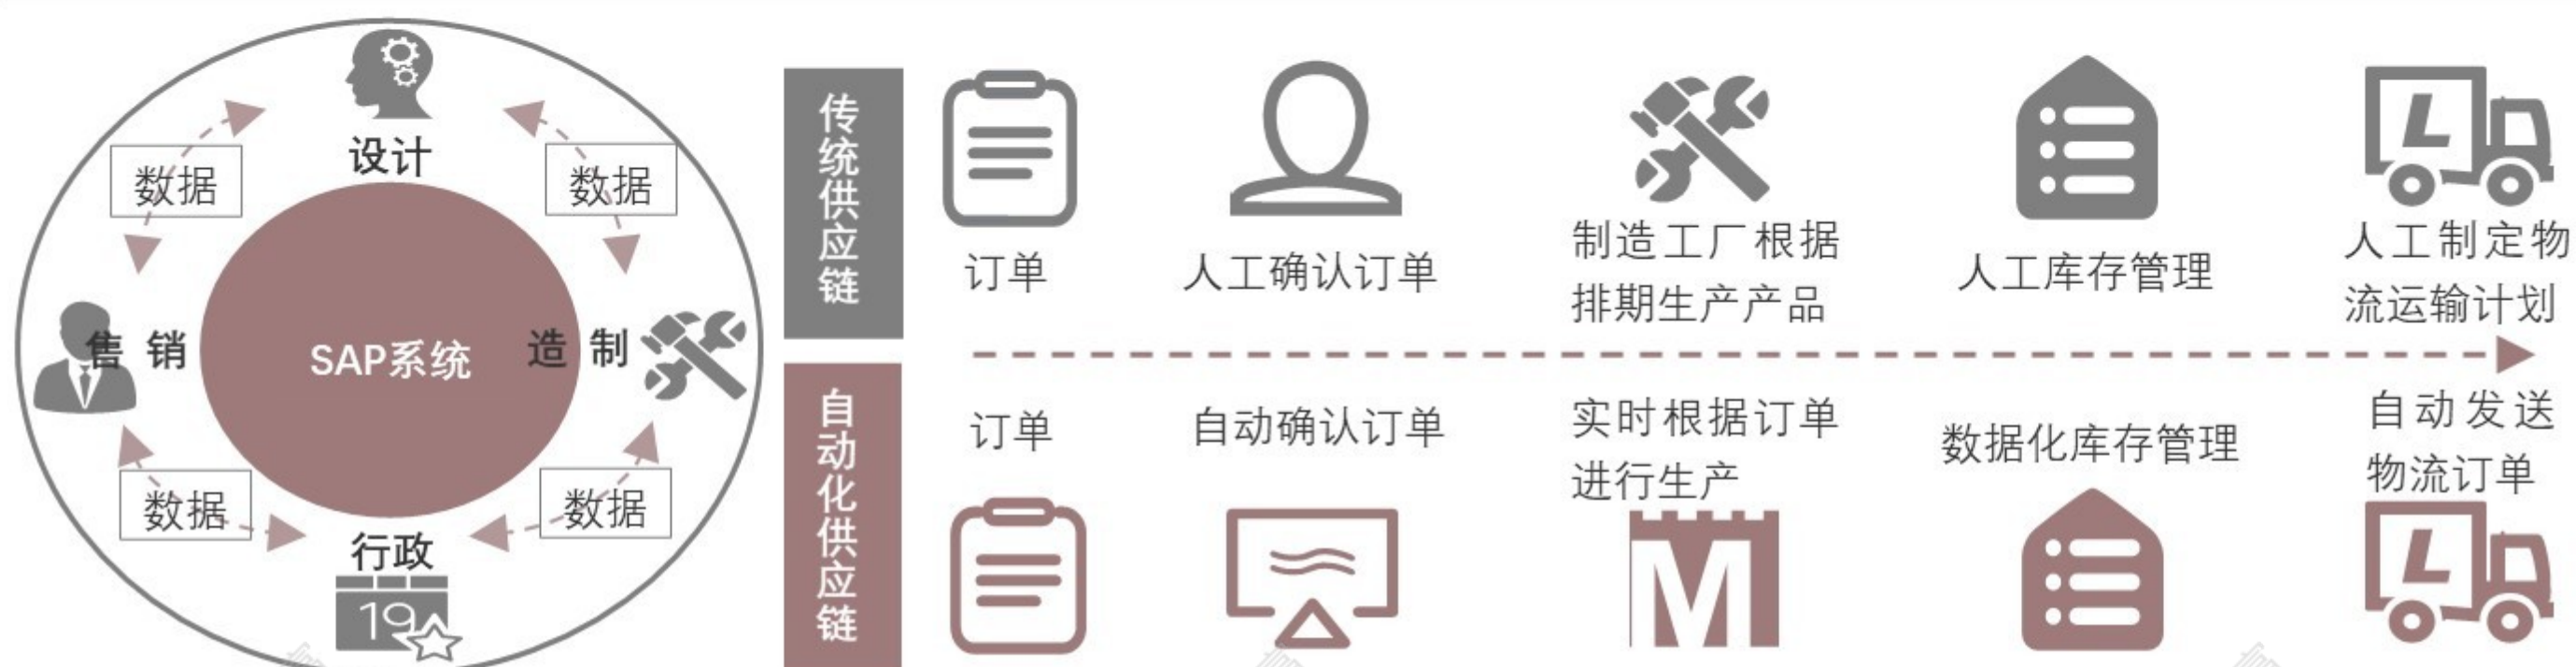 设计
数据
数据
售 销
SAP系统
造 制
数据
数据
行政
19
传统供应链
订单
人工确认订单
制造工厂根据
排期生产产品
人工库存管理
L
人工制定物
流运输计划
自动化供应链
订单
自动确认订单
实时根据订单
进行生产
M
数据化库存管理
自动发送
物流订单
L